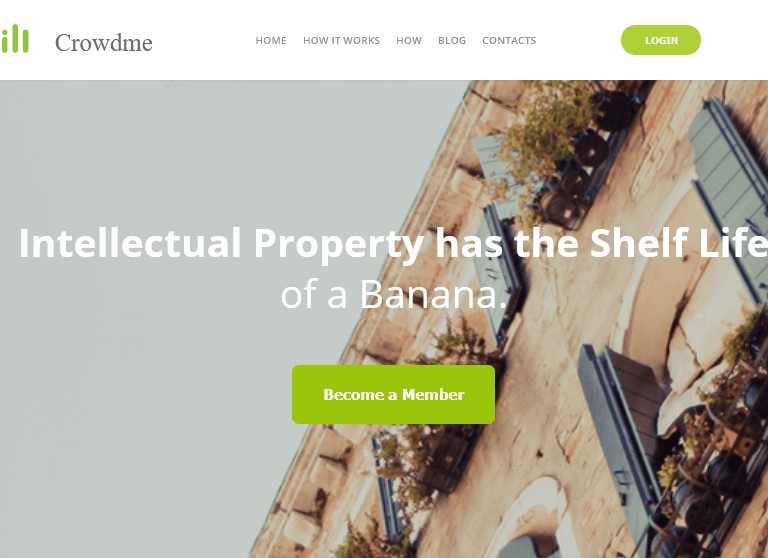 Crowdme
HOME HOW IT WORKS HOW BLOG CONTACTS
LOGIN
Intellectual Property has the Shelf Life
of a Banana.
Become a Member